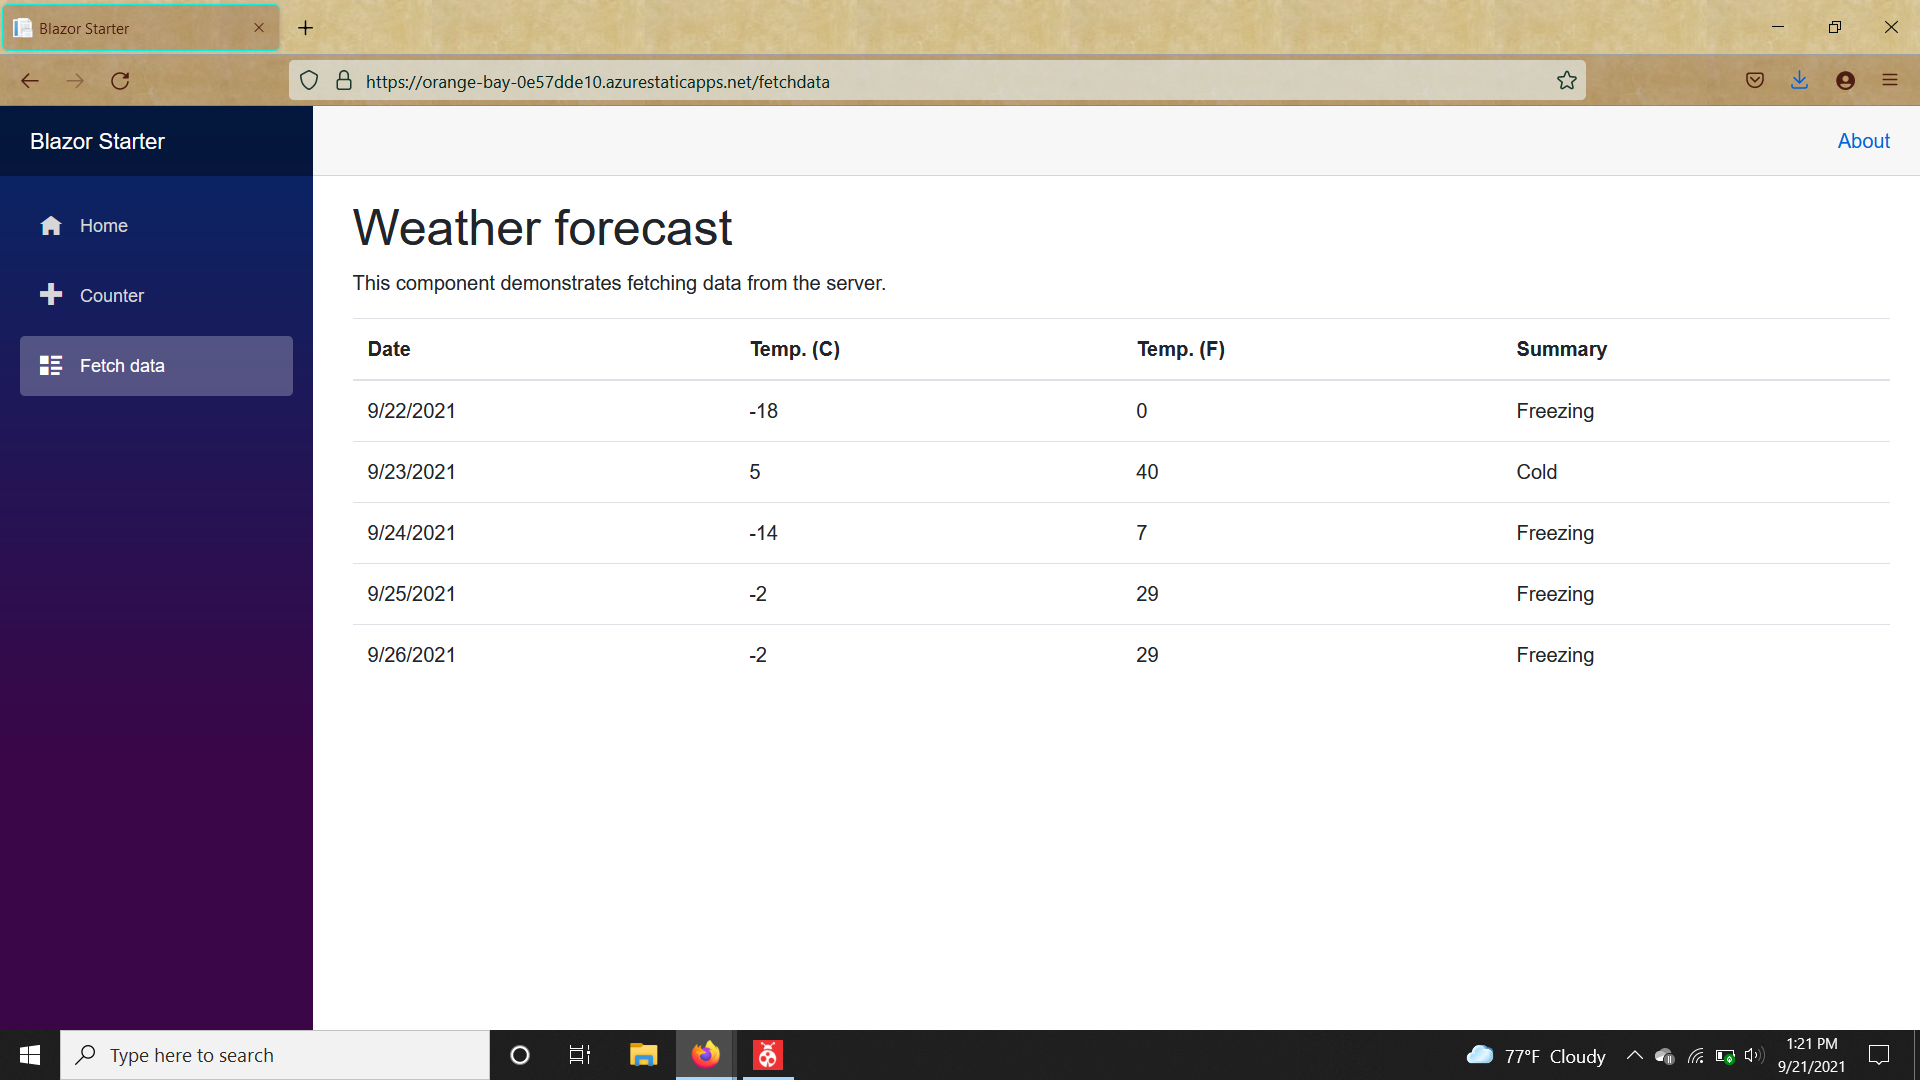 Blazor Starter
https://orange-bay-0e57dde10.azurestaticapps.net/fetchdata
Blazor Starter
About
Home
Counter
Fetch data
Weather forecast
This component demonstrates fetching data from the server.
Date Temp. (C) Temp. (F) Summary
9/22/2021 -18 0 Freezing
9/23/2021 5 40 Cold
9/24/2021 -14 7 Freezing
9/25/2021 -2 29 Freezing
9/26/2021 -2 29 Freezing
Type here to search
77°F Cloudy
1:21 PM
9/21/2021